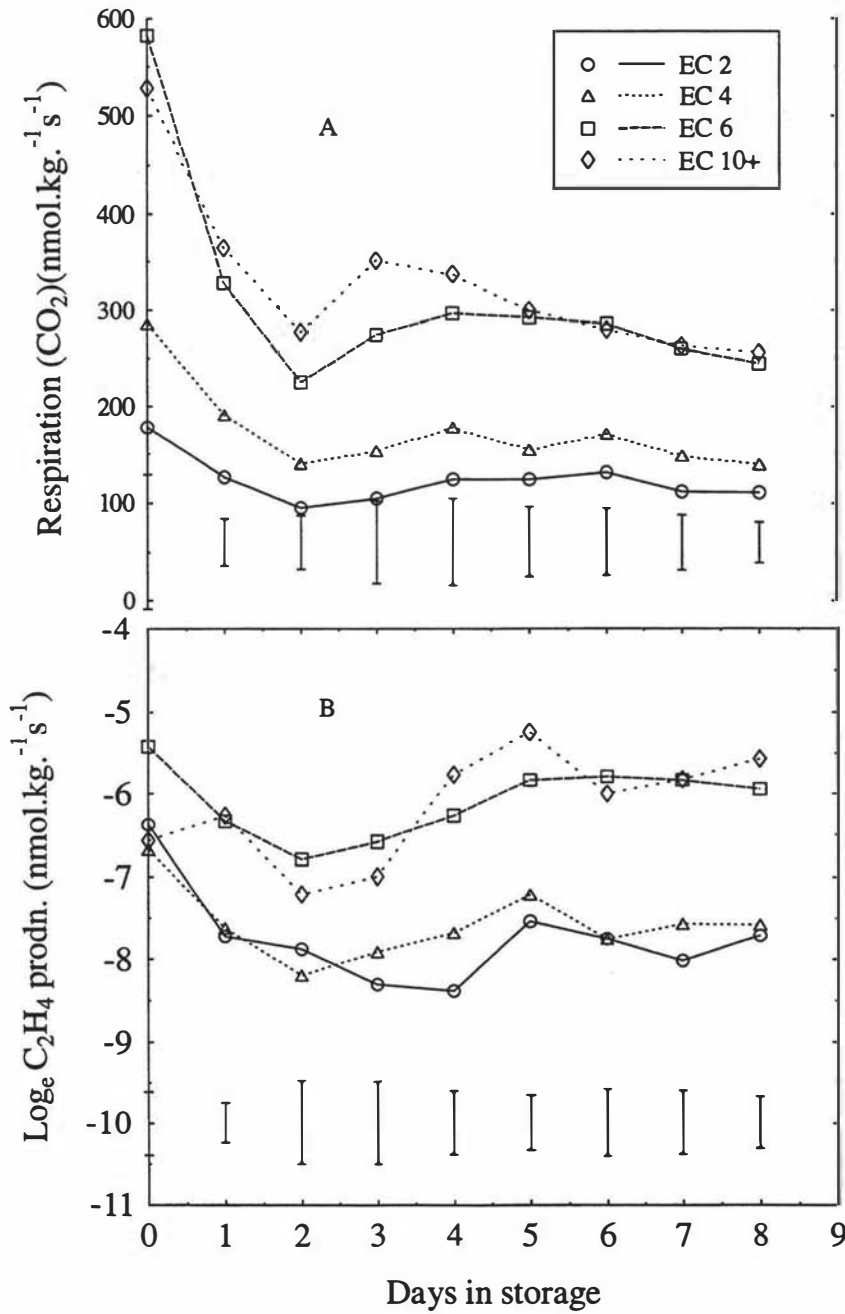 600
500
400
300
200
100
0
Respiration (CO₂)(nmol.kg.⁻¹s⁻¹)
A
EC 2
EC 4
EC 6
EC 10+
-4
-5
-6
-7
-8
-9
-10
-11
Logₑ C₂H₄ prodn. (nmol.kg.⁻¹s⁻¹)
B
0 1 2 3 4 5 6 7 8 9
Days in storage